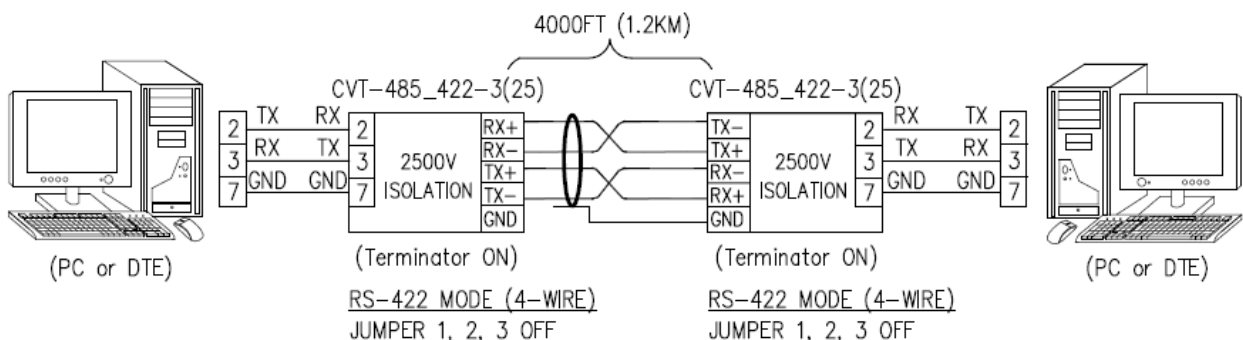 4000FT (1.2KM)
CVT-485_422-3(25) CVT-485_422-3(25)
2 TX RX 2 RX+ TX- 2 RX TX 2
RX- TX+
3 RX TX 3 2500V ISOLATION TX+ RX- 2500V ISOLATION 3 TX RX 3
7 GND GND 7 TX- RX+ 7 GND GND 7
GND GND
(PC or DTE) (Terminator ON) (Terminator ON) (PC or DTE)
RS-422 MODE (4-WIRE) RS-422 MODE (4-WIRE)
JUMPER 1, 2, 3 OFF JUMPER 1, 2, 3 OFF